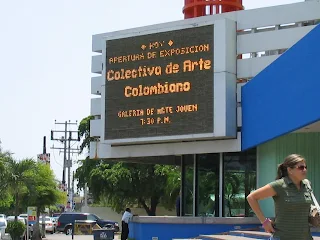 ◆ HOY ◆
APERTURA DE EXPOSICION
Colectiva de Arte
Colombiano
GALERIA DE ARTE JOVEN
7:30 P.M.